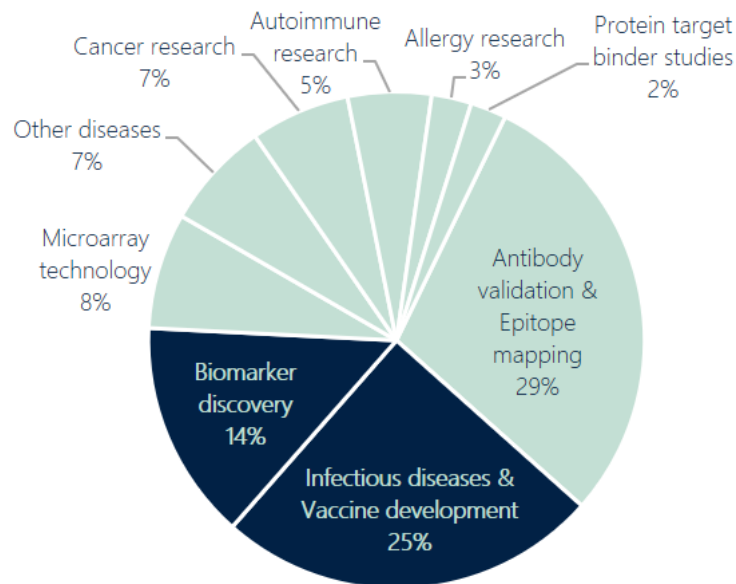 Cancer research
7%
Autoimmune
research
5%
Allergy research
3%
Protein target
binder studies
2%
Other diseases
7%
Microarray
technology
8%
Antibody
validation &
Epitope
mapping
29%
Biomarker
discovery
14%
Infectious diseases &
Vaccine development
25%